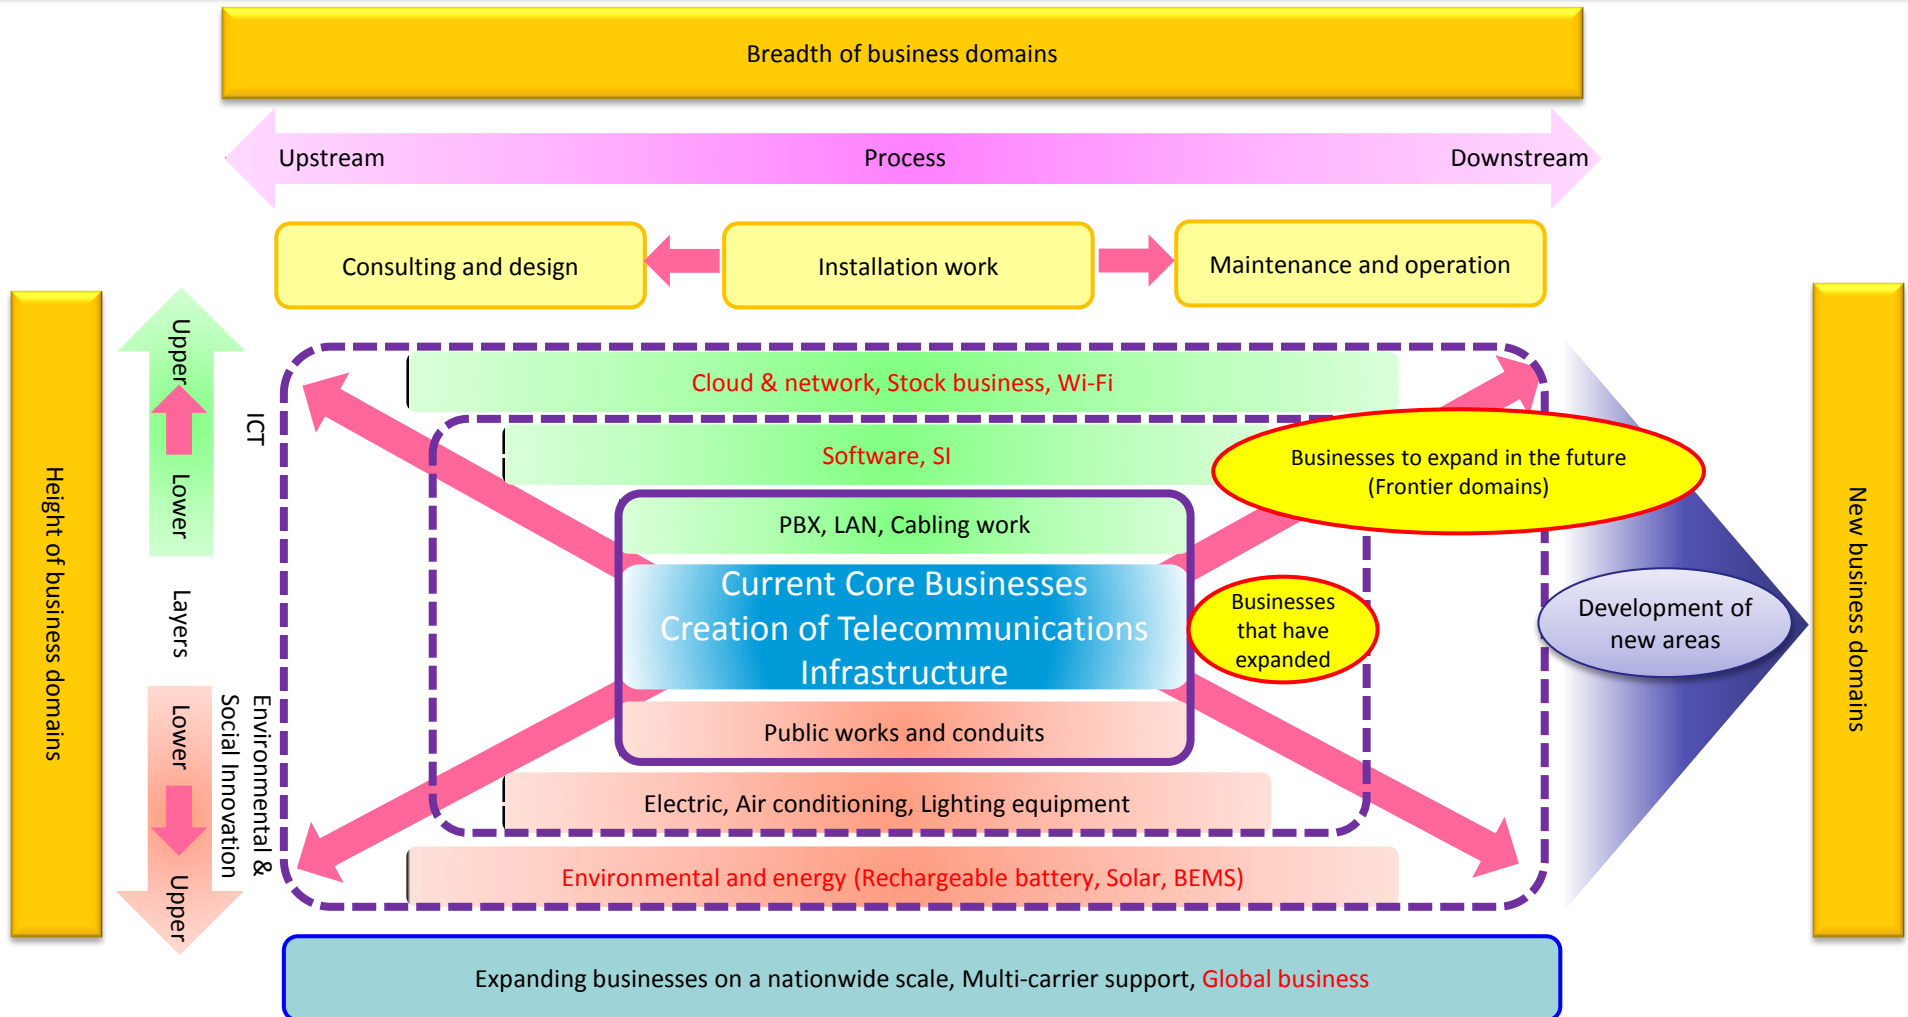 Breadth of business domains
Upstream
Process
Downstream
Consulting and design
Installation work
Maintenance and operation
Height of business domains
Upper
Lower
ICT
Layers
Lower
Upper
Environmental &
Social Innovation
Cloud & network, Stock business, Wi-Fi
Software, SI
Businesses to expand in the future
(Frontier domains)
PBX, LAN, Cabling work
Current Core Businesses
Creation of Telecommunications
Infrastructure
Businesses
that have
expanded
Development of
new areas
New business domains
Public works and conduits
Electric, Air conditioning, Lighting equipment
Environmental and energy (Rechargeable battery, Solar, BEMS)
Expanding businesses on a nationwide scale, Multi-carrier support, Global business